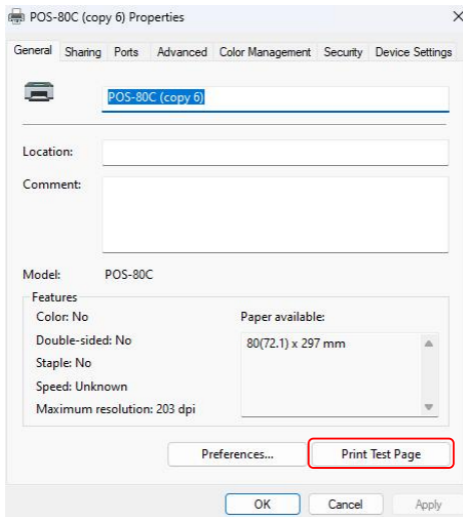 POS-80C (copy 6) Properties
General Sharing Ports Advanced Color Management Security Device Settings
POS-80C (copy 6)
Location:
Comment:
Model: POS-80C
Features
Color: No
Paper available:
Double-sided: No
80(72.1) x 297 mm
Staple: No
Speed: Unknown
Maximum resolution: 203 dpi
Preferences... Print Test Page
OK Cancel Apply